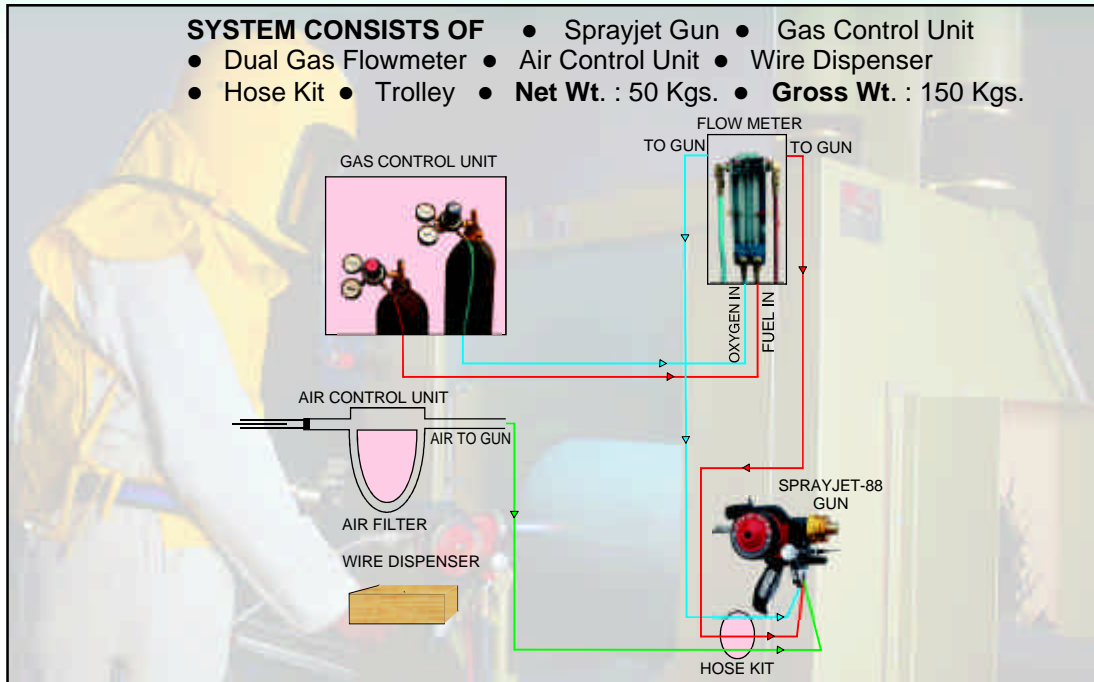 SYSTEM CONSISTS OF ● Sprayjet Gun ● Gas Control Unit
● Dual Gas Flowmeter ● Air Control Unit ● Wire Dispenser
● Hose Kit ● Trolley ● Net Wt. : 50 Kgs. ● Gross Wt. : 150 Kgs.
FLOW METER
TO GUN
TO GUN
GAS CONTROL UNIT
OXYGEN IN
FUEL IN
AIR CONTROL UNIT
AIR TO GUN
AIR FILTER
SPRAYJET-88
GUN
WIRE DISPENSER
HOSE KIT